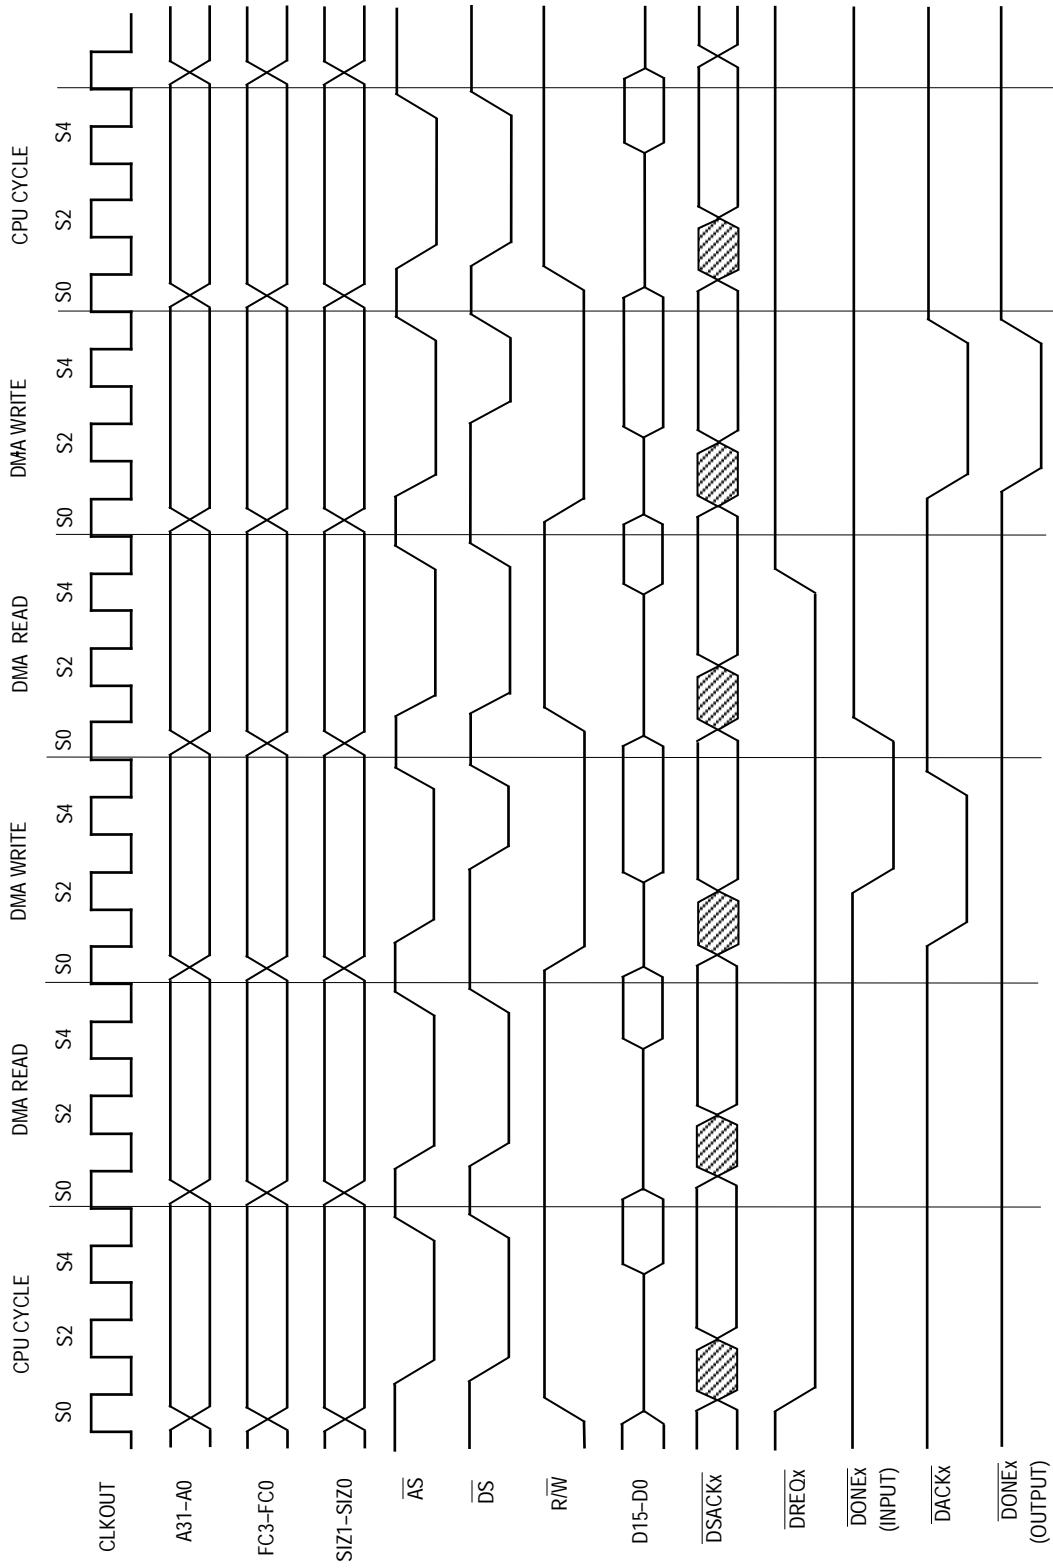 CPU CYCLE
DMA READ
DMA WRITE
DMA READ
DMA WRITE
CPU CYCLE
S0 S2 S4 S0 S2 S4 S0 S2 S4 S0 S2 S4 S0 S2 S4 S0 S2 S4
CLKOUT
A31–A0
FC3–FC0
SIZ1–SIZ0
AS
DS
R/W
D15–D0
DSACKx
DREQx
DONEx
(INPUT)
DACKx
DONEx
(OUTPUT)